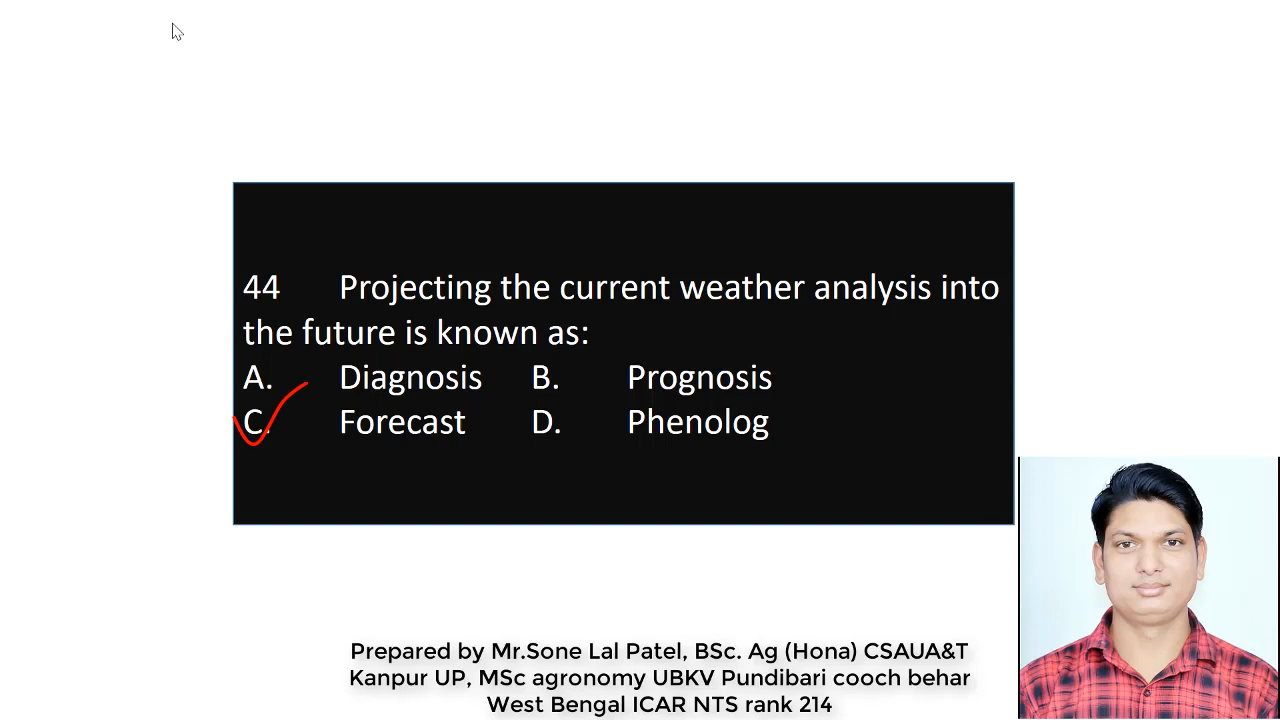 44 Projecting the current weather analysis into
the future is known as:
A. Diagnosis B. Prognosis
C. Forecast D. Phenolog
Prepared by Mr.Sone Lal Patel, BSc. Ag (Hona) CSAUA&T
Kanpur UP, MSc agronomy UBKV Pundibari cooch behar
West Bengal ICAR NTS rank 214